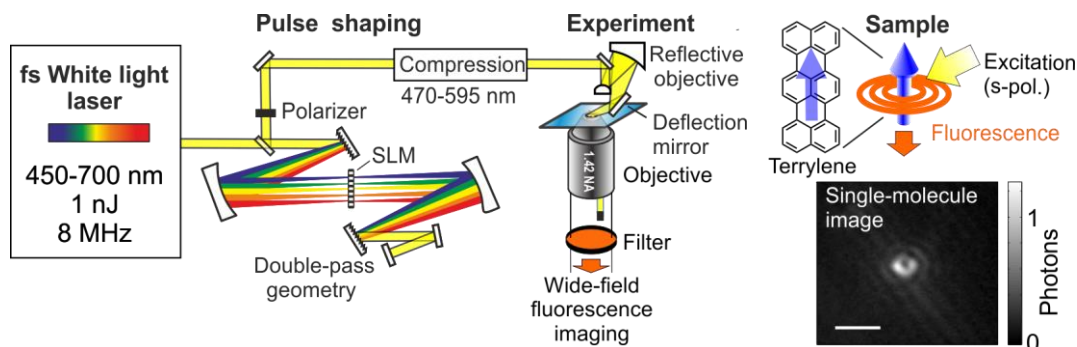 Pulse shaping
Experiment
Sample
fs White light
laser
450-700 nm
1 nJ
8 MHz
Polarizer
SLM
Double-pass
geometry
Compression
470-595 nm
Reflective
objective
Deflection
mirror
1.42 NA
Objective
Filter
Wide-field
fluorescence
imaging
Terrylene
Excitation
(s-pol.)
Fluorescence
Single-molecule
image
1
0
Photons